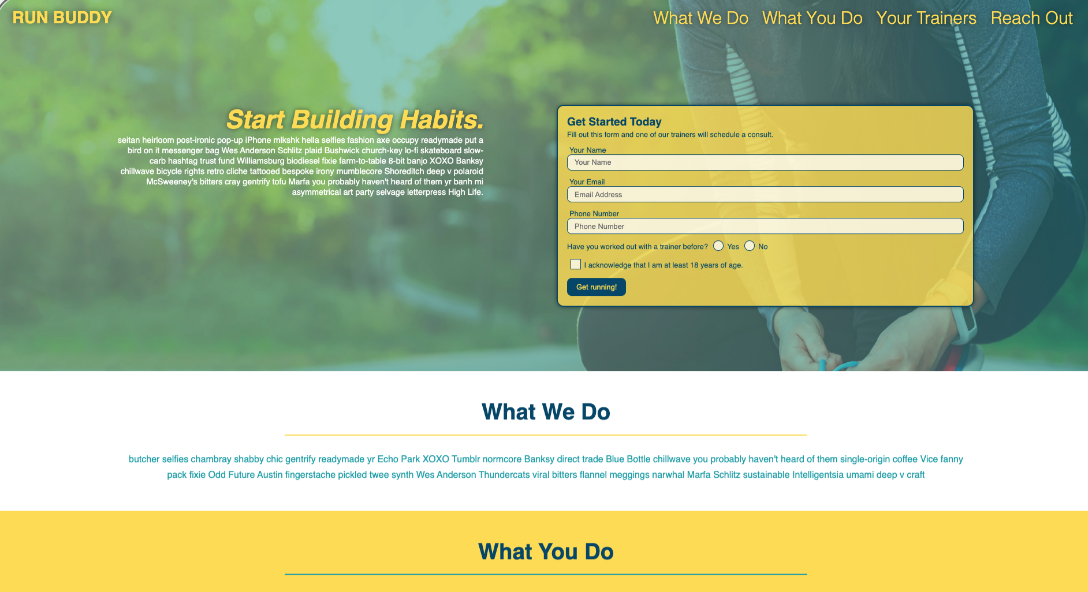 RUN BUDDY
What We Do What You Do Your Trainers Reach Out
Start Building Habits.
seitan heirloom post-ironic pop-up iPhone mlkshk hella selfies fashion axe occupy readymade put a
bird on it messenger bag Wes Anderson Schlitz plaid Bushwick church-key lo-fi skateboard slow-
carb hashtag trust fund Williamsburg biodiesel fixie farm-to-table 8-bit banjo XOXO Banksy
chillwave bicycle rights retro cliche tattooed bespoke irony mumblecore Shoreditch deep v polaroid
McSweeney's bitters cray gentrify tofu Marfa you probably haven't heard of them yr banh mi
asymmetrical art party selvage letterpress High Life.
Get Started Today
Fill out this form and one of our trainers will schedule a consult.
Your Name
Your Name
Your Email
Email Address
Phone Number
Phone Number
Have you worked out with a trainer before? Yes No
I acknowledge that I am at least 18 years of age.
Get running!
What We Do
butcher selfies chambray shabby chic gentrify readymade yr Echo Park XOXO Tumblr normcore Banksy direct trade Blue Bottle chillwave you probably haven't heard of them single-origin coffee Vice fanny
pack fixie Odd Future Austin fingerstache pickled twee synth Wes Anderson Thundercats viral bitters flannel meggings narwhal Marfa Schlitz sustainable Intelligentsia umami deep v craft
What You Do